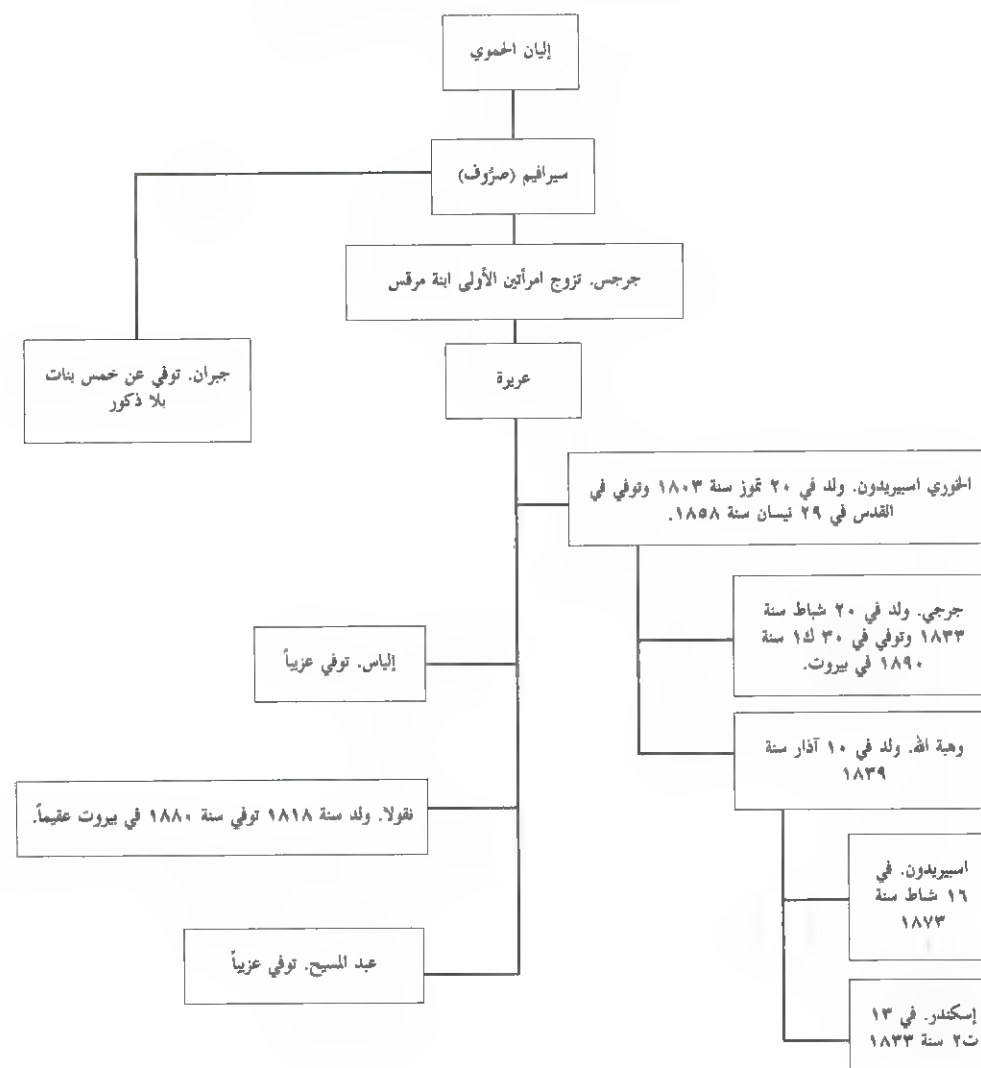 إليان الحموي
سيرافيم (صرُّوف)
جرجس. تزوج امرأتين الأولى ابنة مرقس
جبران. توفي عن خمس بنات
بلا ذكور
عريرة
الخوري اسبيريدون. ولد في ٢٠ تموز سنة ١٨٠٣ وتوفي في
القدس في ٢٩ نيسان سنة ١٨٥٨.
جرجي. ولد في ٢٠ شباط سنة
١٨٣٣ وتوفي في ٣٠ ك١ سنة
١٨٩٠ في بيروت.
إلياس. توفي عزيباً
وهبة الله. ولد في ١٠ آذار سنة
١٨٣٩
نقولا. ولد سنة ١٨١٨ توفي سنة ١٨٨٠ في بيروت عقيماً.
اسبيريدون. في
١٦ شباط سنة
١٨٧٣
عبد المسيح. توفي عزيباً
إسكندر. في ١٣
ت٢ سنة ١٨٣٣